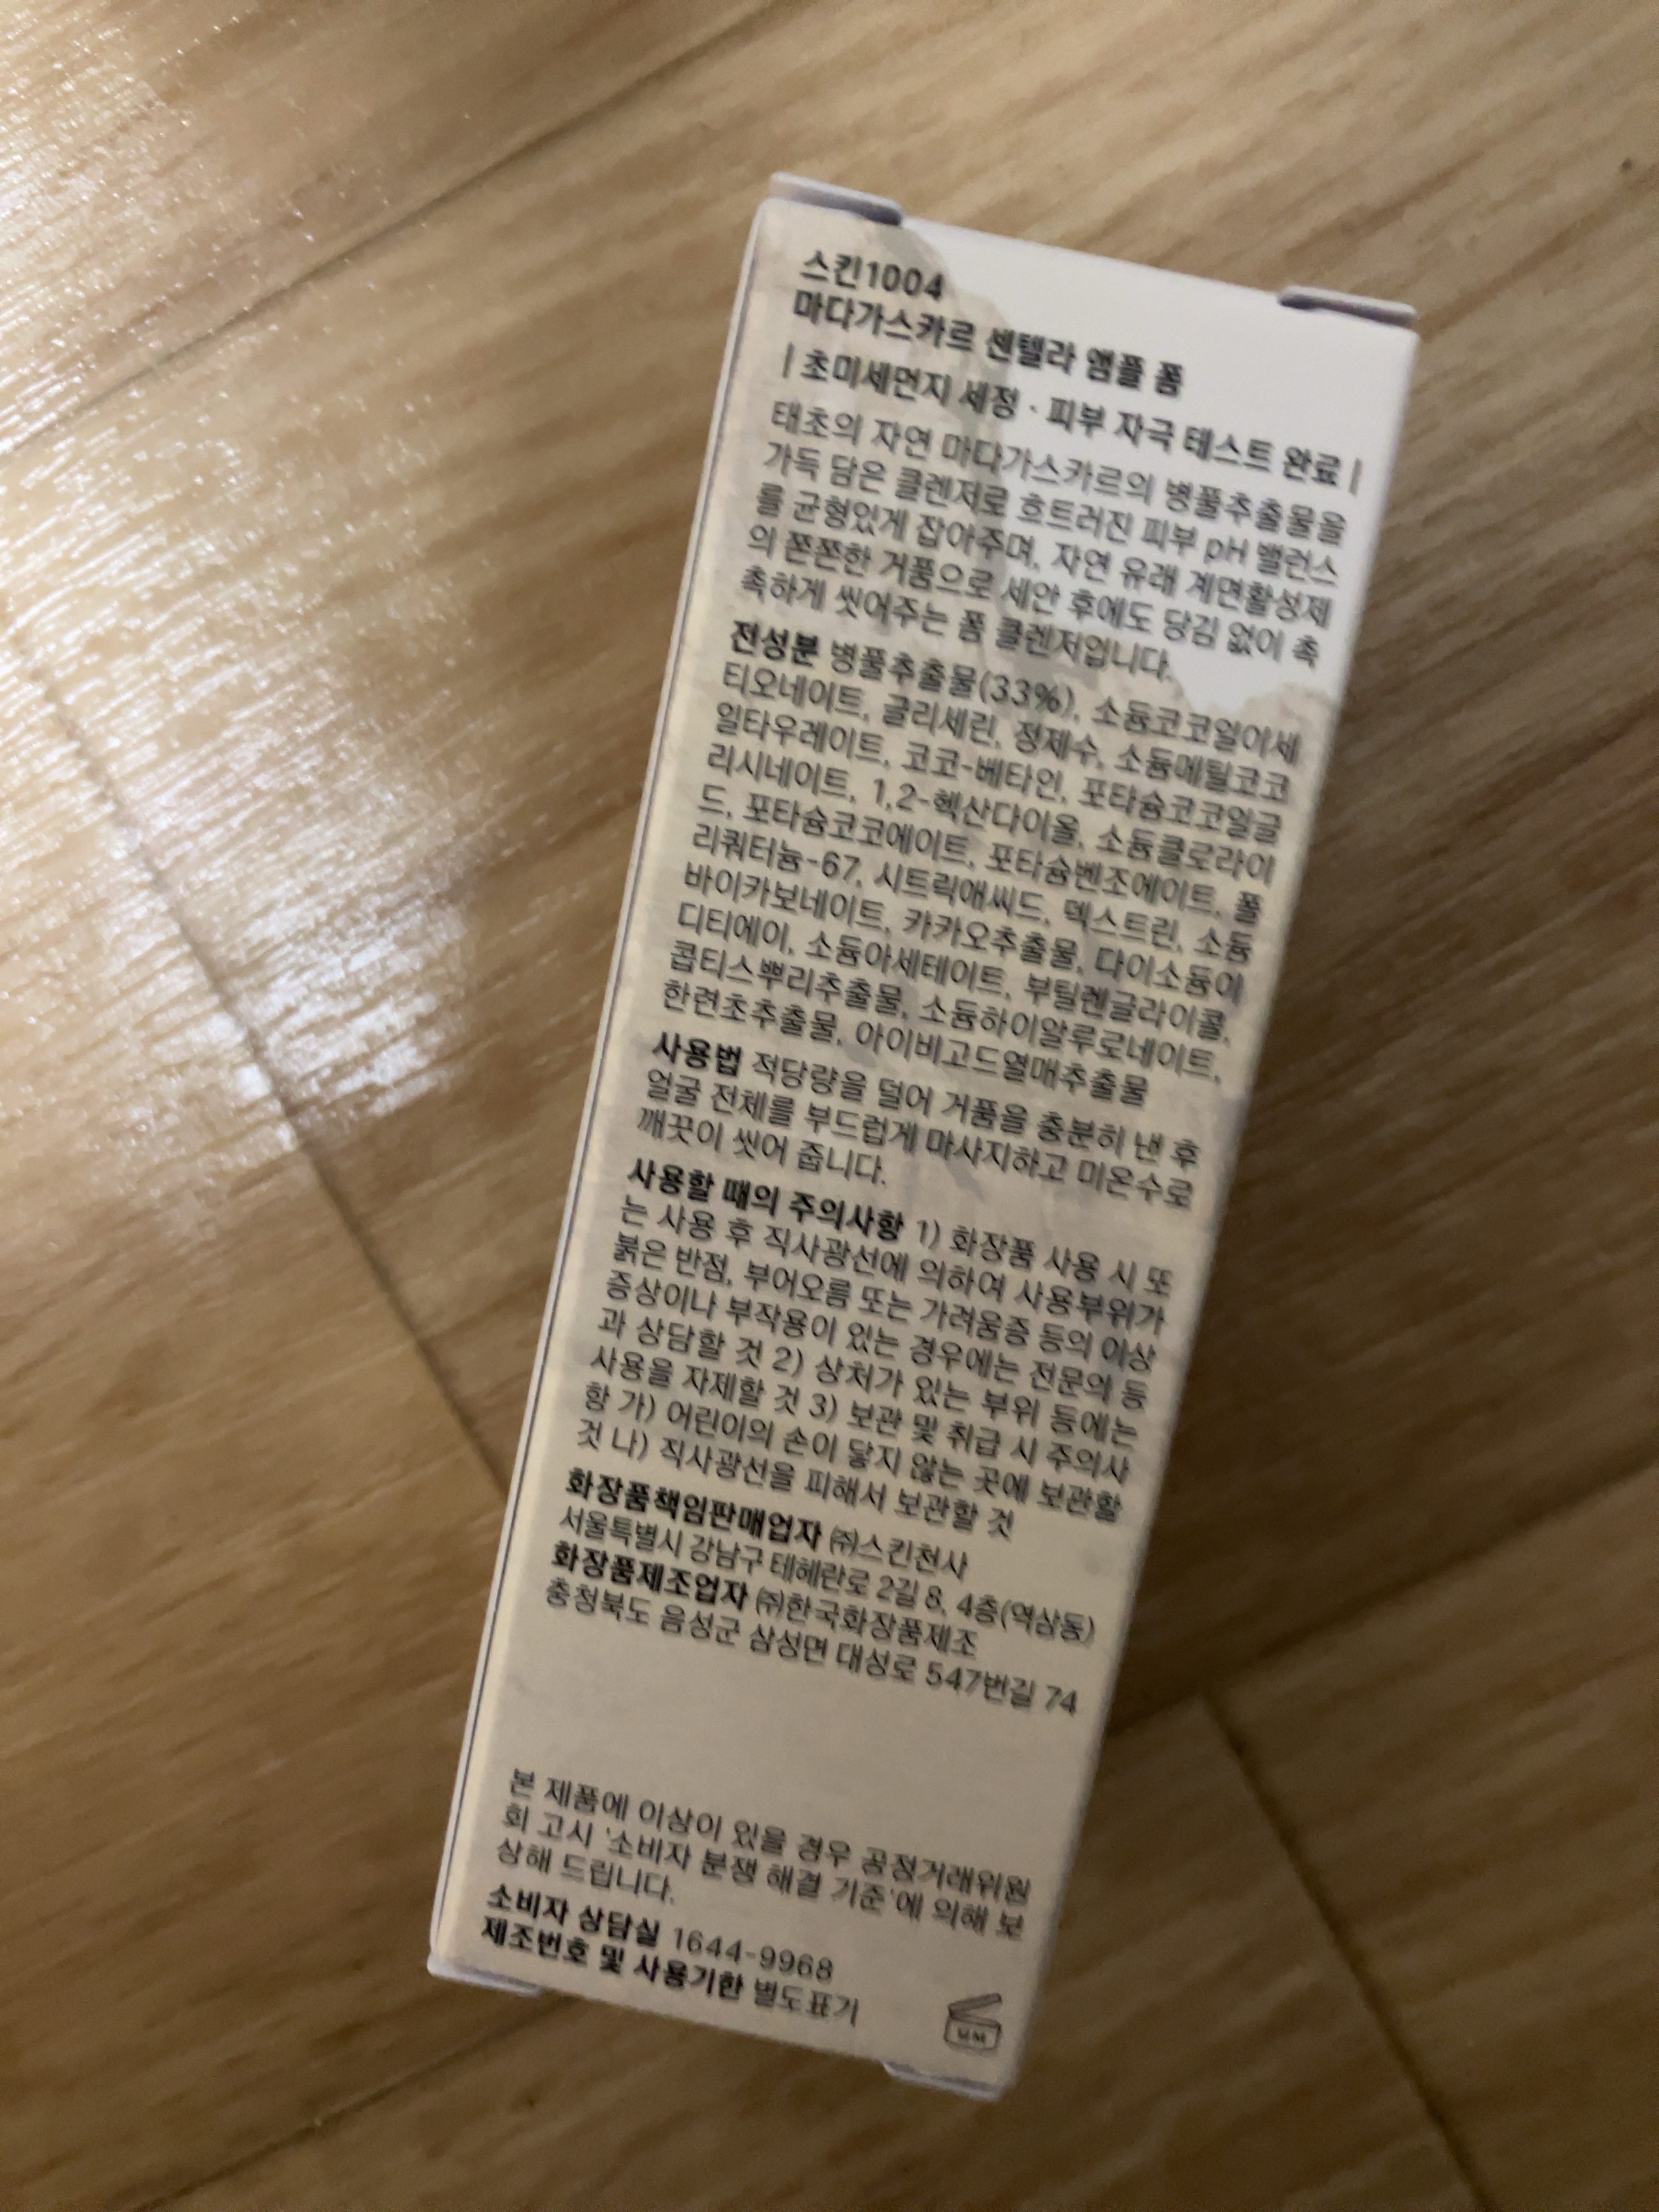 스킨1004
마다가스카르 센텔라 앰플 폼
| 초미세먼지 세정 · 피부 자극 테스트 완료 |
태초의 자연 마다가스카르의 병풀추출물을
가득 담은 클렌저로 흐트러진 피부 pH 밸런스
를 균형있게 잡아주며, 자연 유래 계면활성제
의 쫀쫀한 거품으로 세안 후에도 당김 없이 촉
촉하게 씻어주는 폼 클렌저입니다.
전성분 병풀추출물(33%), 소듐코코일이세
티오네이트, 글리세린, 정제수, 소듐메틸코코
일타우레이트, 코코-베타인, 포타슘코코일글
리시네이트, 1,2-헥산다이올, 소듐클로라이
드, 포타슘코코에이트, 포타슘벤조에이트, 폴
리쿼터늄-67, 시트릭애씨드, 덱스트린, 소듐
바이카보네이트, 카카오추출물, 다이소듐이
디티에이, 소듐아세테이트, 부틸렌글라이콜,
콥티스뿌리추출물, 소듐하이알루로네이트,
한련초추출물, 아이비고드열매추출물
사용법 적당량을 덜어 거품을 충분히 낸 후
얼굴 전체를 부드럽게 마사지하고 미온수로
깨끗이 씻어 줍니다.
사용할 때의 주의사항 1) 화장품 사용 시 또
는 사용 후 직사광선에 의하여 사용부위가
붉은 반점, 부어오름 또는 가려움증 등의 이상
증상이나 부작용이 있는 경우에는 전문의 등
과 상담할 것 2) 상처가 있는 부위 등에는
사용을 자제할 것 3) 보관 및 취급 시 주의사
항 가) 어린이의 손이 닿지 않는 곳에 보관할
것 나) 직사광선을 피해서 보관할 것
화장품책임판매업자 ㈜스킨천사
서울특별시 강남구 테헤란로 2길 8, 4층(역삼동)
화장품제조업자 ㈜한국화장품제조
충청북도 음성군 삼성면 대성로 547번길 74
본 제품에 이상이 있을 경우 공정거래위원
회 고시 '소비자 분쟁 해결 기준'에 의해 보
상해 드립니다.
소비자 상담실 1644-9968
제조번호 및 사용기한 별도표기